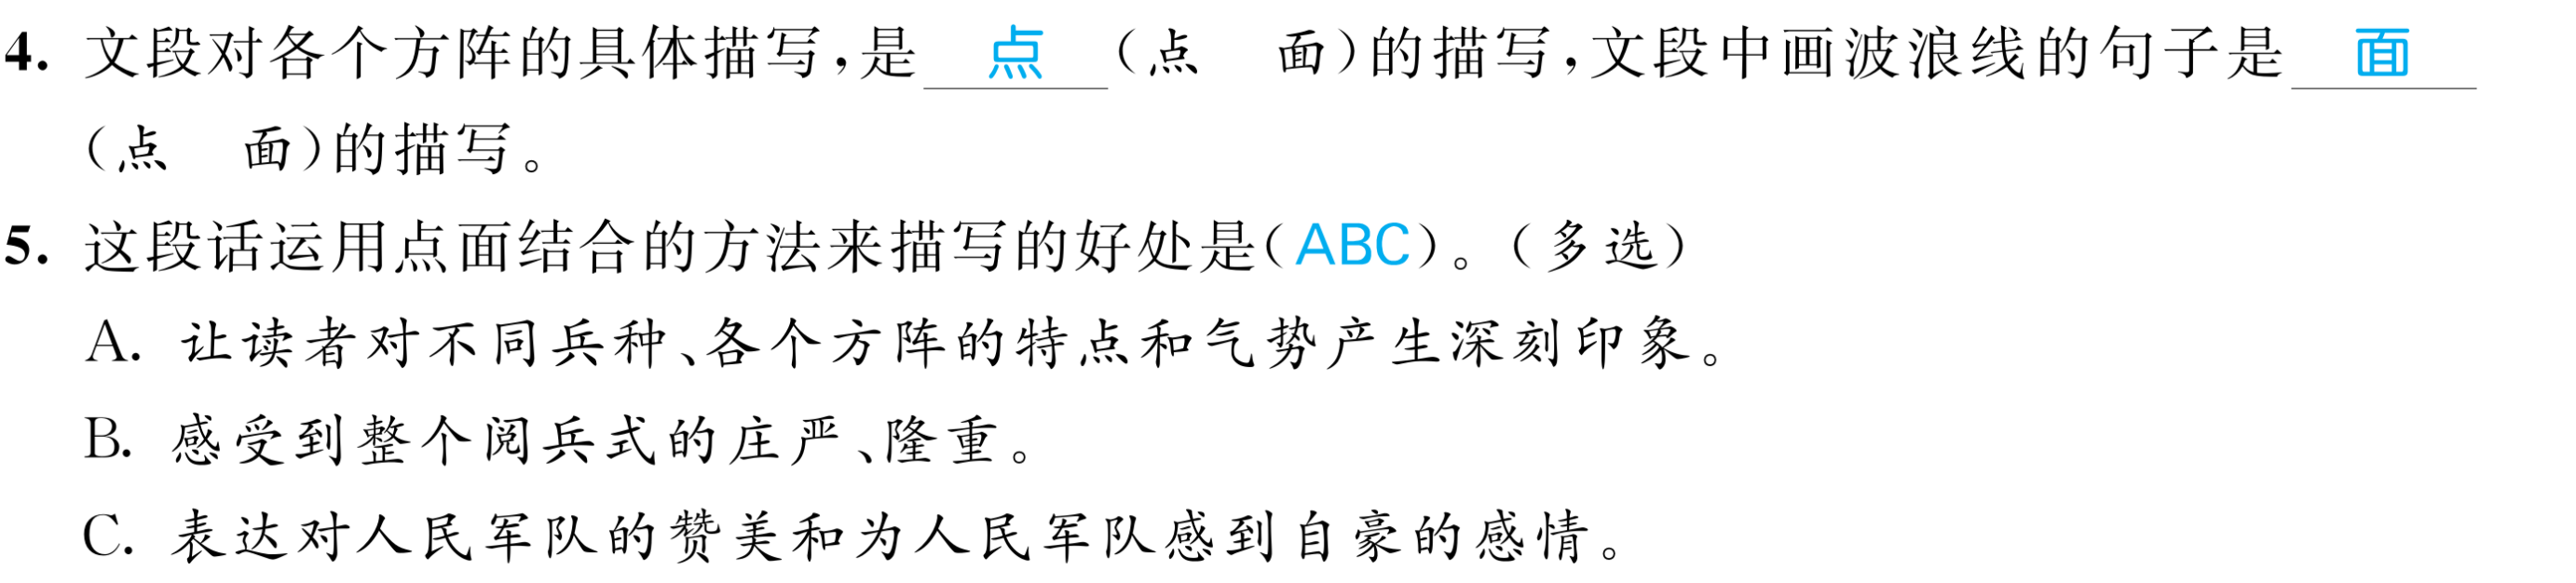 4. 文段对各个方阵的具体描写,是 点 (点 面)的描写,文段中画波浪线的句子是 面
(点 面)的描写。
5. 这段话运用点面结合的方法来描写的好处是(ABC)。(多选)
A. 让读者对不同兵种、各个方阵的特点和气势产生深刻印象。
B. 感受到整个阅兵式的庄严、隆重。
C. 表达对人民军队的赞美和为人民军队感到自豪的感情。